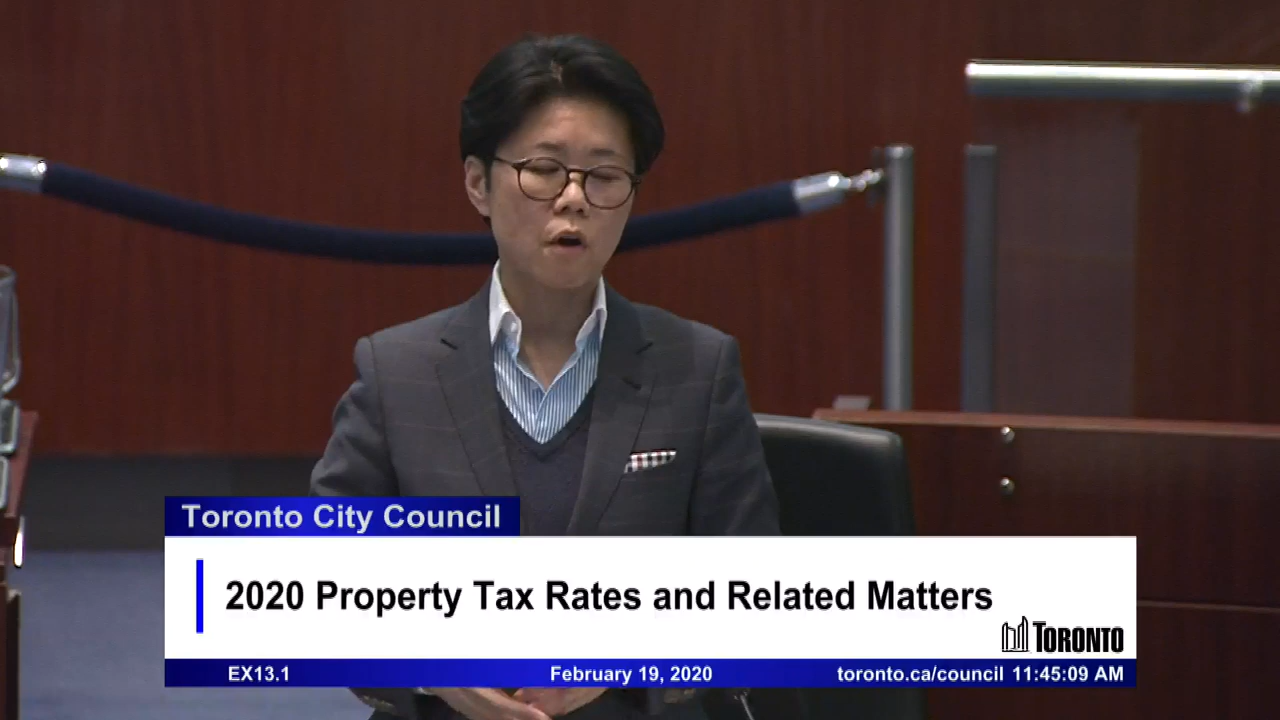 Toronto City Council
2020 Property Tax Rates and Related Matters
TORONTO
EX13.1 February 19, 2020 toronto.ca/council 11:45:09 AM